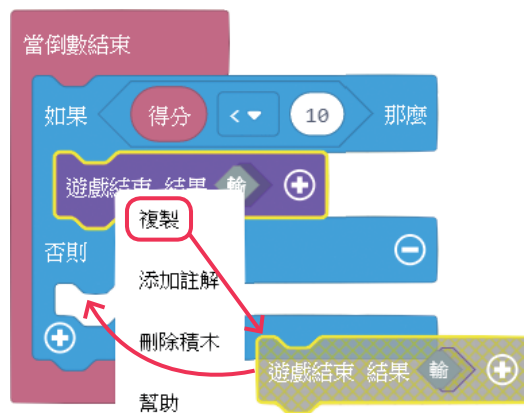 當倒數結束
如果 得分 < 10 那麼
遊戲結束 結果 輸
複製
否則
添加註解
刪除積木
遊戲結束 結果 輸
幫助